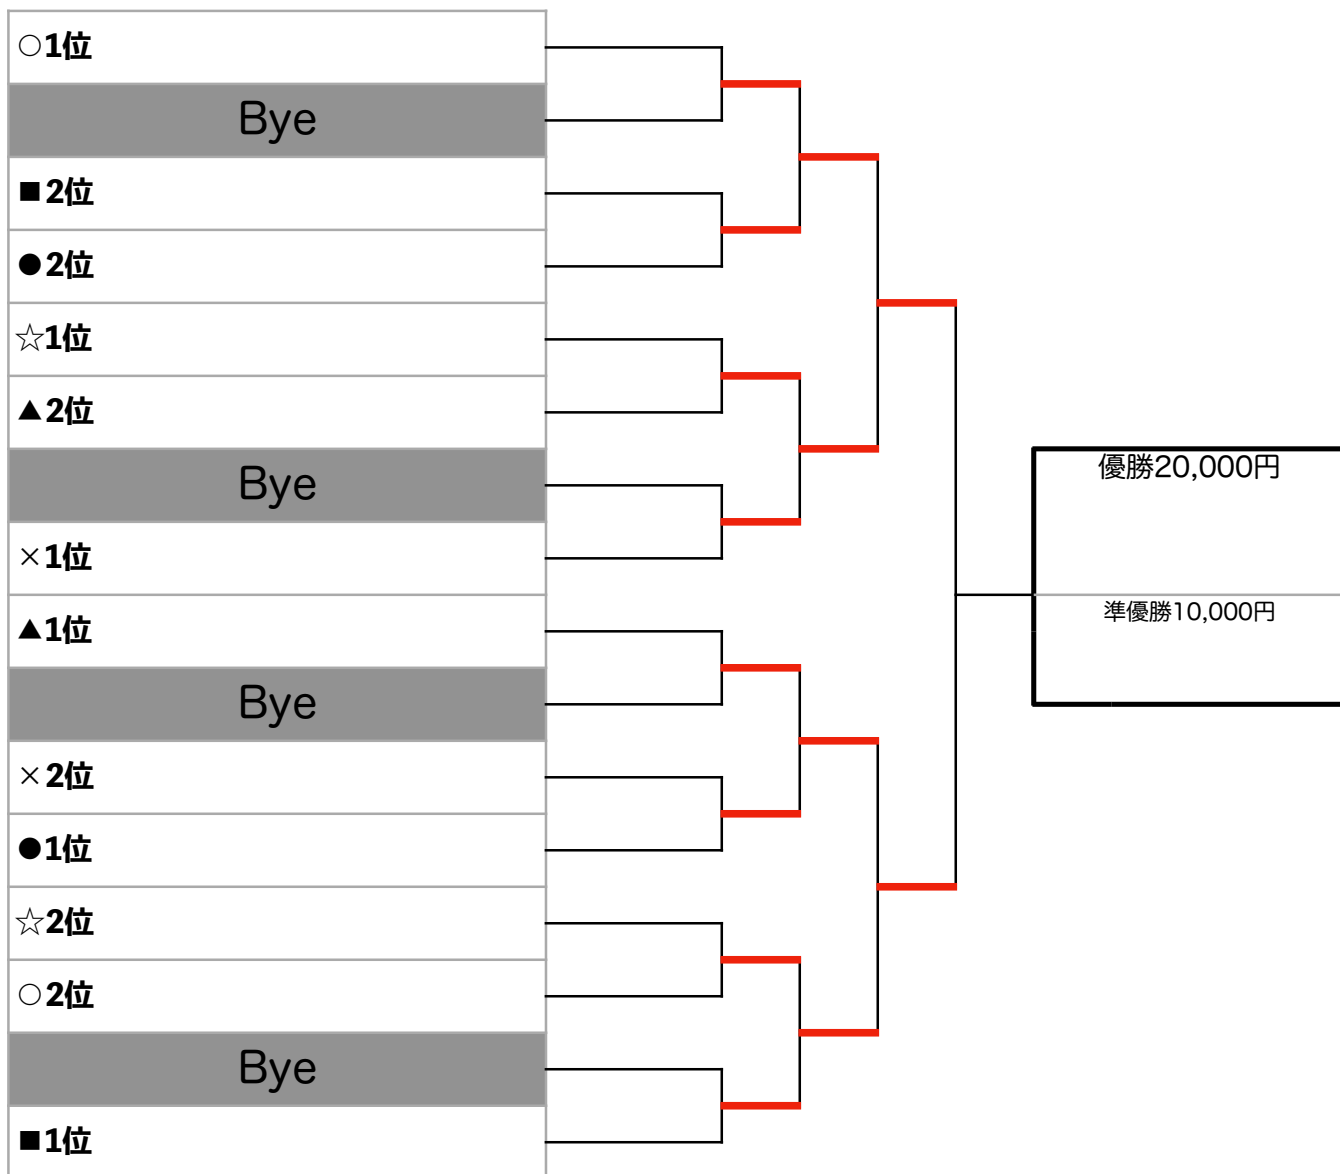 ○1位
Bye
■2位
●2位
☆1位
▲2位
Bye
×1位
▲1位
Bye
×2位
●1位
☆2位
○2位
Bye
■1位
優勝20,000円
準優勝10,000円